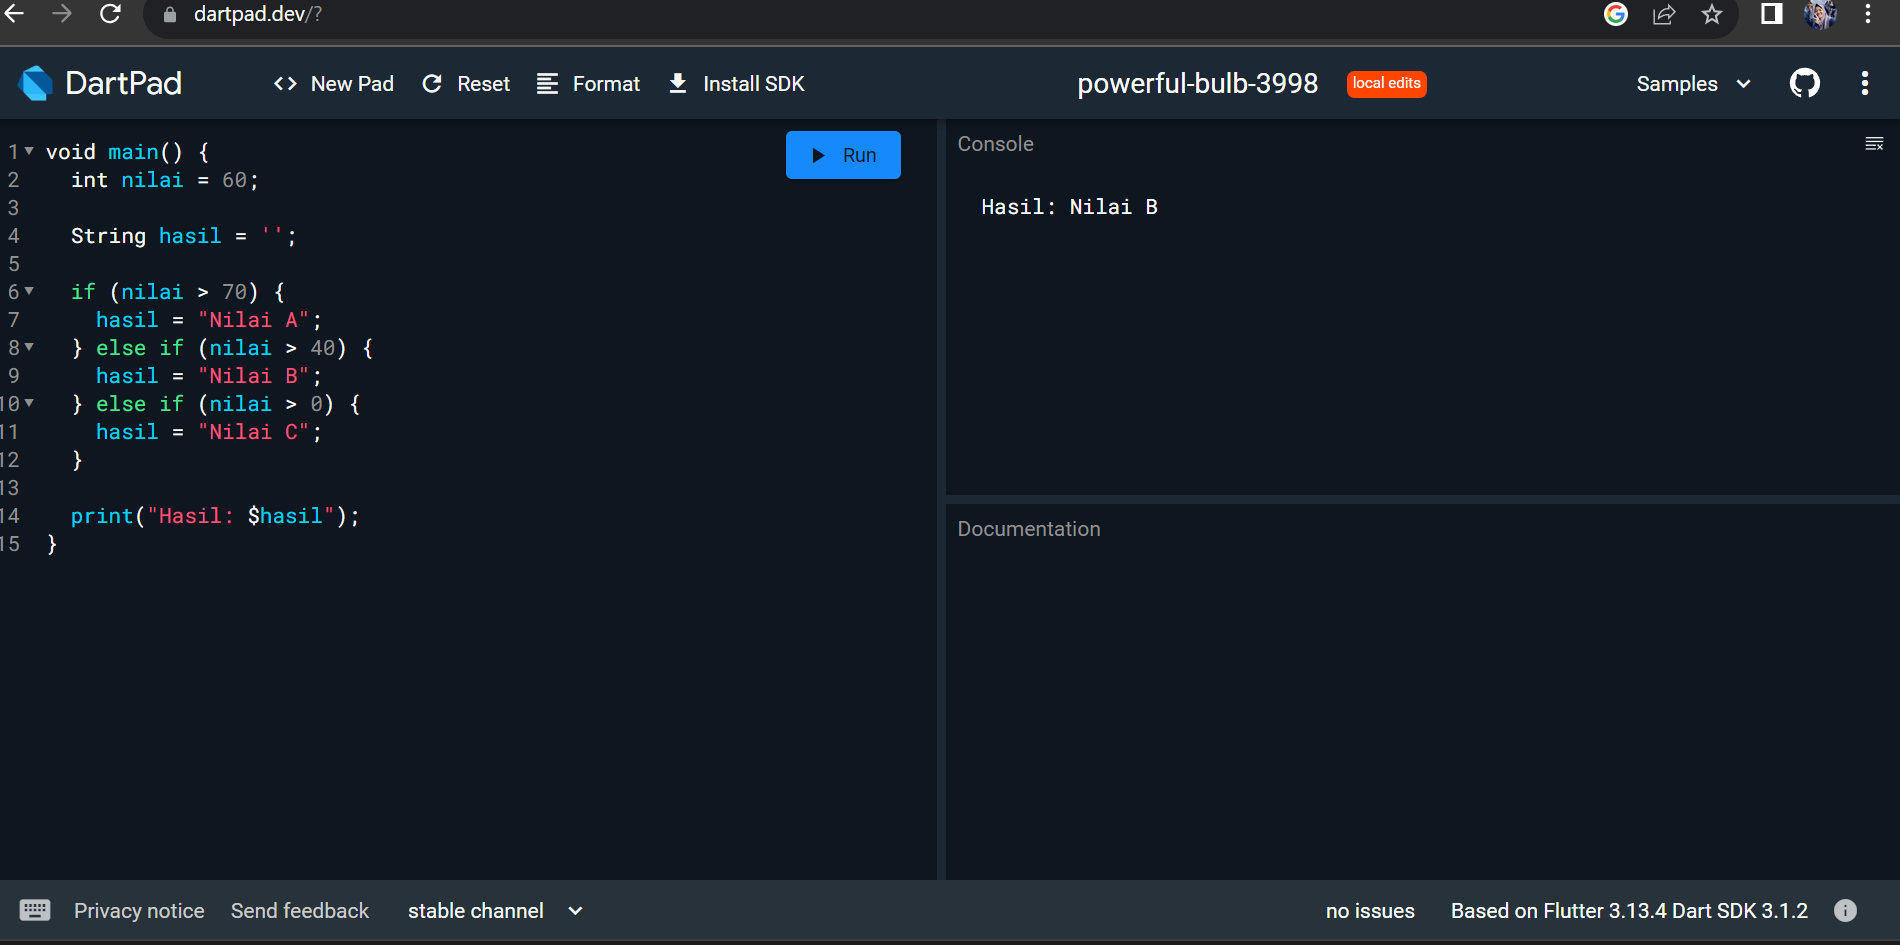 dartpad.dev/?
DartPad
<> New Pad
Reset
Format
Install SDK
powerful-bulb-3998
local edits
Samples
1 void main() {
2   int nilai = 60;
3
4   String hasil = '';
5
6   if (nilai > 70) {
7     hasil = "Nilai A";
8   } else if (nilai > 40) {
9     hasil = "Nilai B";
10   } else if (nilai > 0) {
11     hasil = "Nilai C";
12   }
13
14   print("Hasil: $hasil");
15 }
Run
Console
Hasil: Nilai B
Documentation
Privacy notice
Send feedback
stable channel
no issues
Based on Flutter 3.13.4 Dart SDK 3.1.2